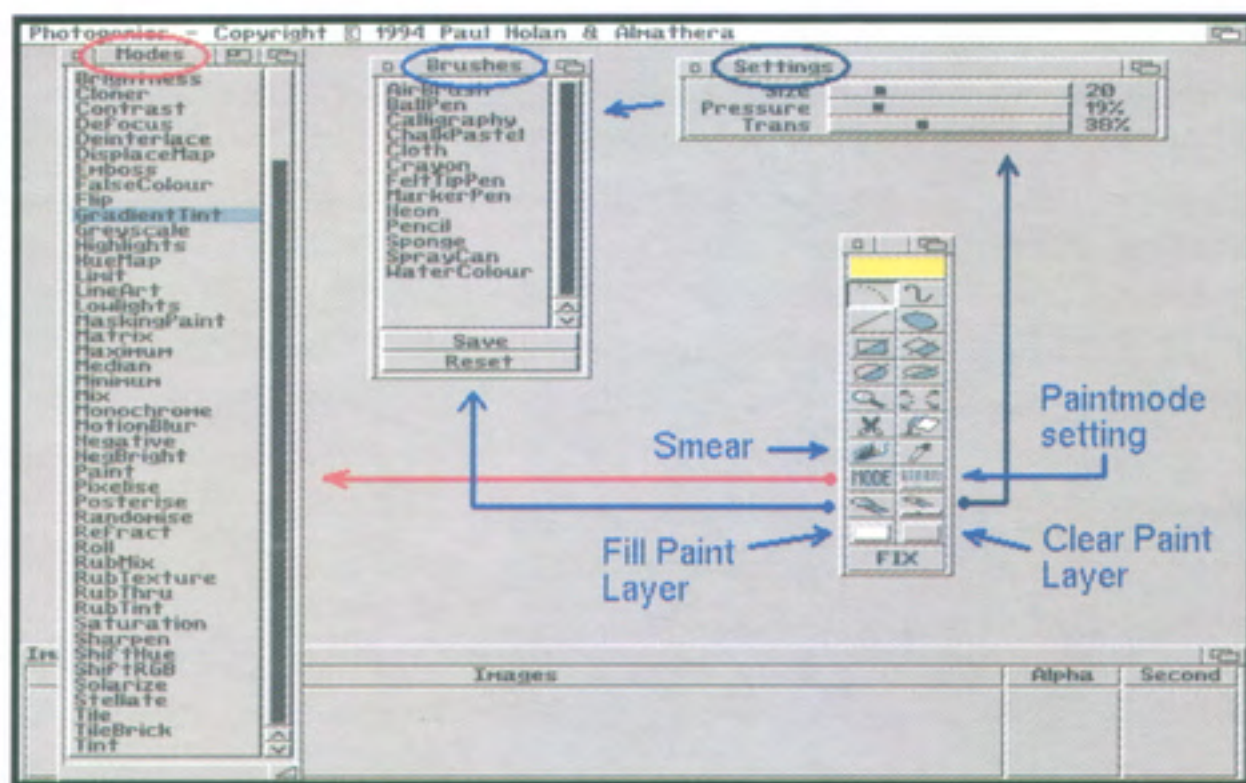 Photogenics - Copyright © 1994 Paul Nolan & Almathera
Modes
Brightness
Cloner
Contrast
DeFocus
Deinterlace
DisplaceMap
Emboss
FalseColour
Flip
GradientTint
Greyscale
Highlights
HueMap
Limit
LineArt
Lowlights
MaskingPaint
Matrix
Maximum
Median
Minimum
Mix
Monochrome
MotionBlur
Negative
NegBright
Paint
Pixelise
Posterise
Randomise
Refract
Roll
RubMix
RubTexture
RubThru
RubTint
Saturation
Sharpen
ShiftHue
ShiftRGB
Solarize
Stellate
Tile
TileBrick
Tint
Brushes
AirBrush
BallPen
Calligraphy
ChalkPastel
Cloth
Crayon
FeltTipPen
MarkerPen
Neon
Pencil
Sponge
SprayCan
WaterColour
Save
Reset
Settings
Size 20
Pressure 19%
Trans 38%
Paintmode
setting
Smear
MODE
Fill Paint
Layer
Clear Paint
Layer
FIX
Im
Images
Alpha
Second